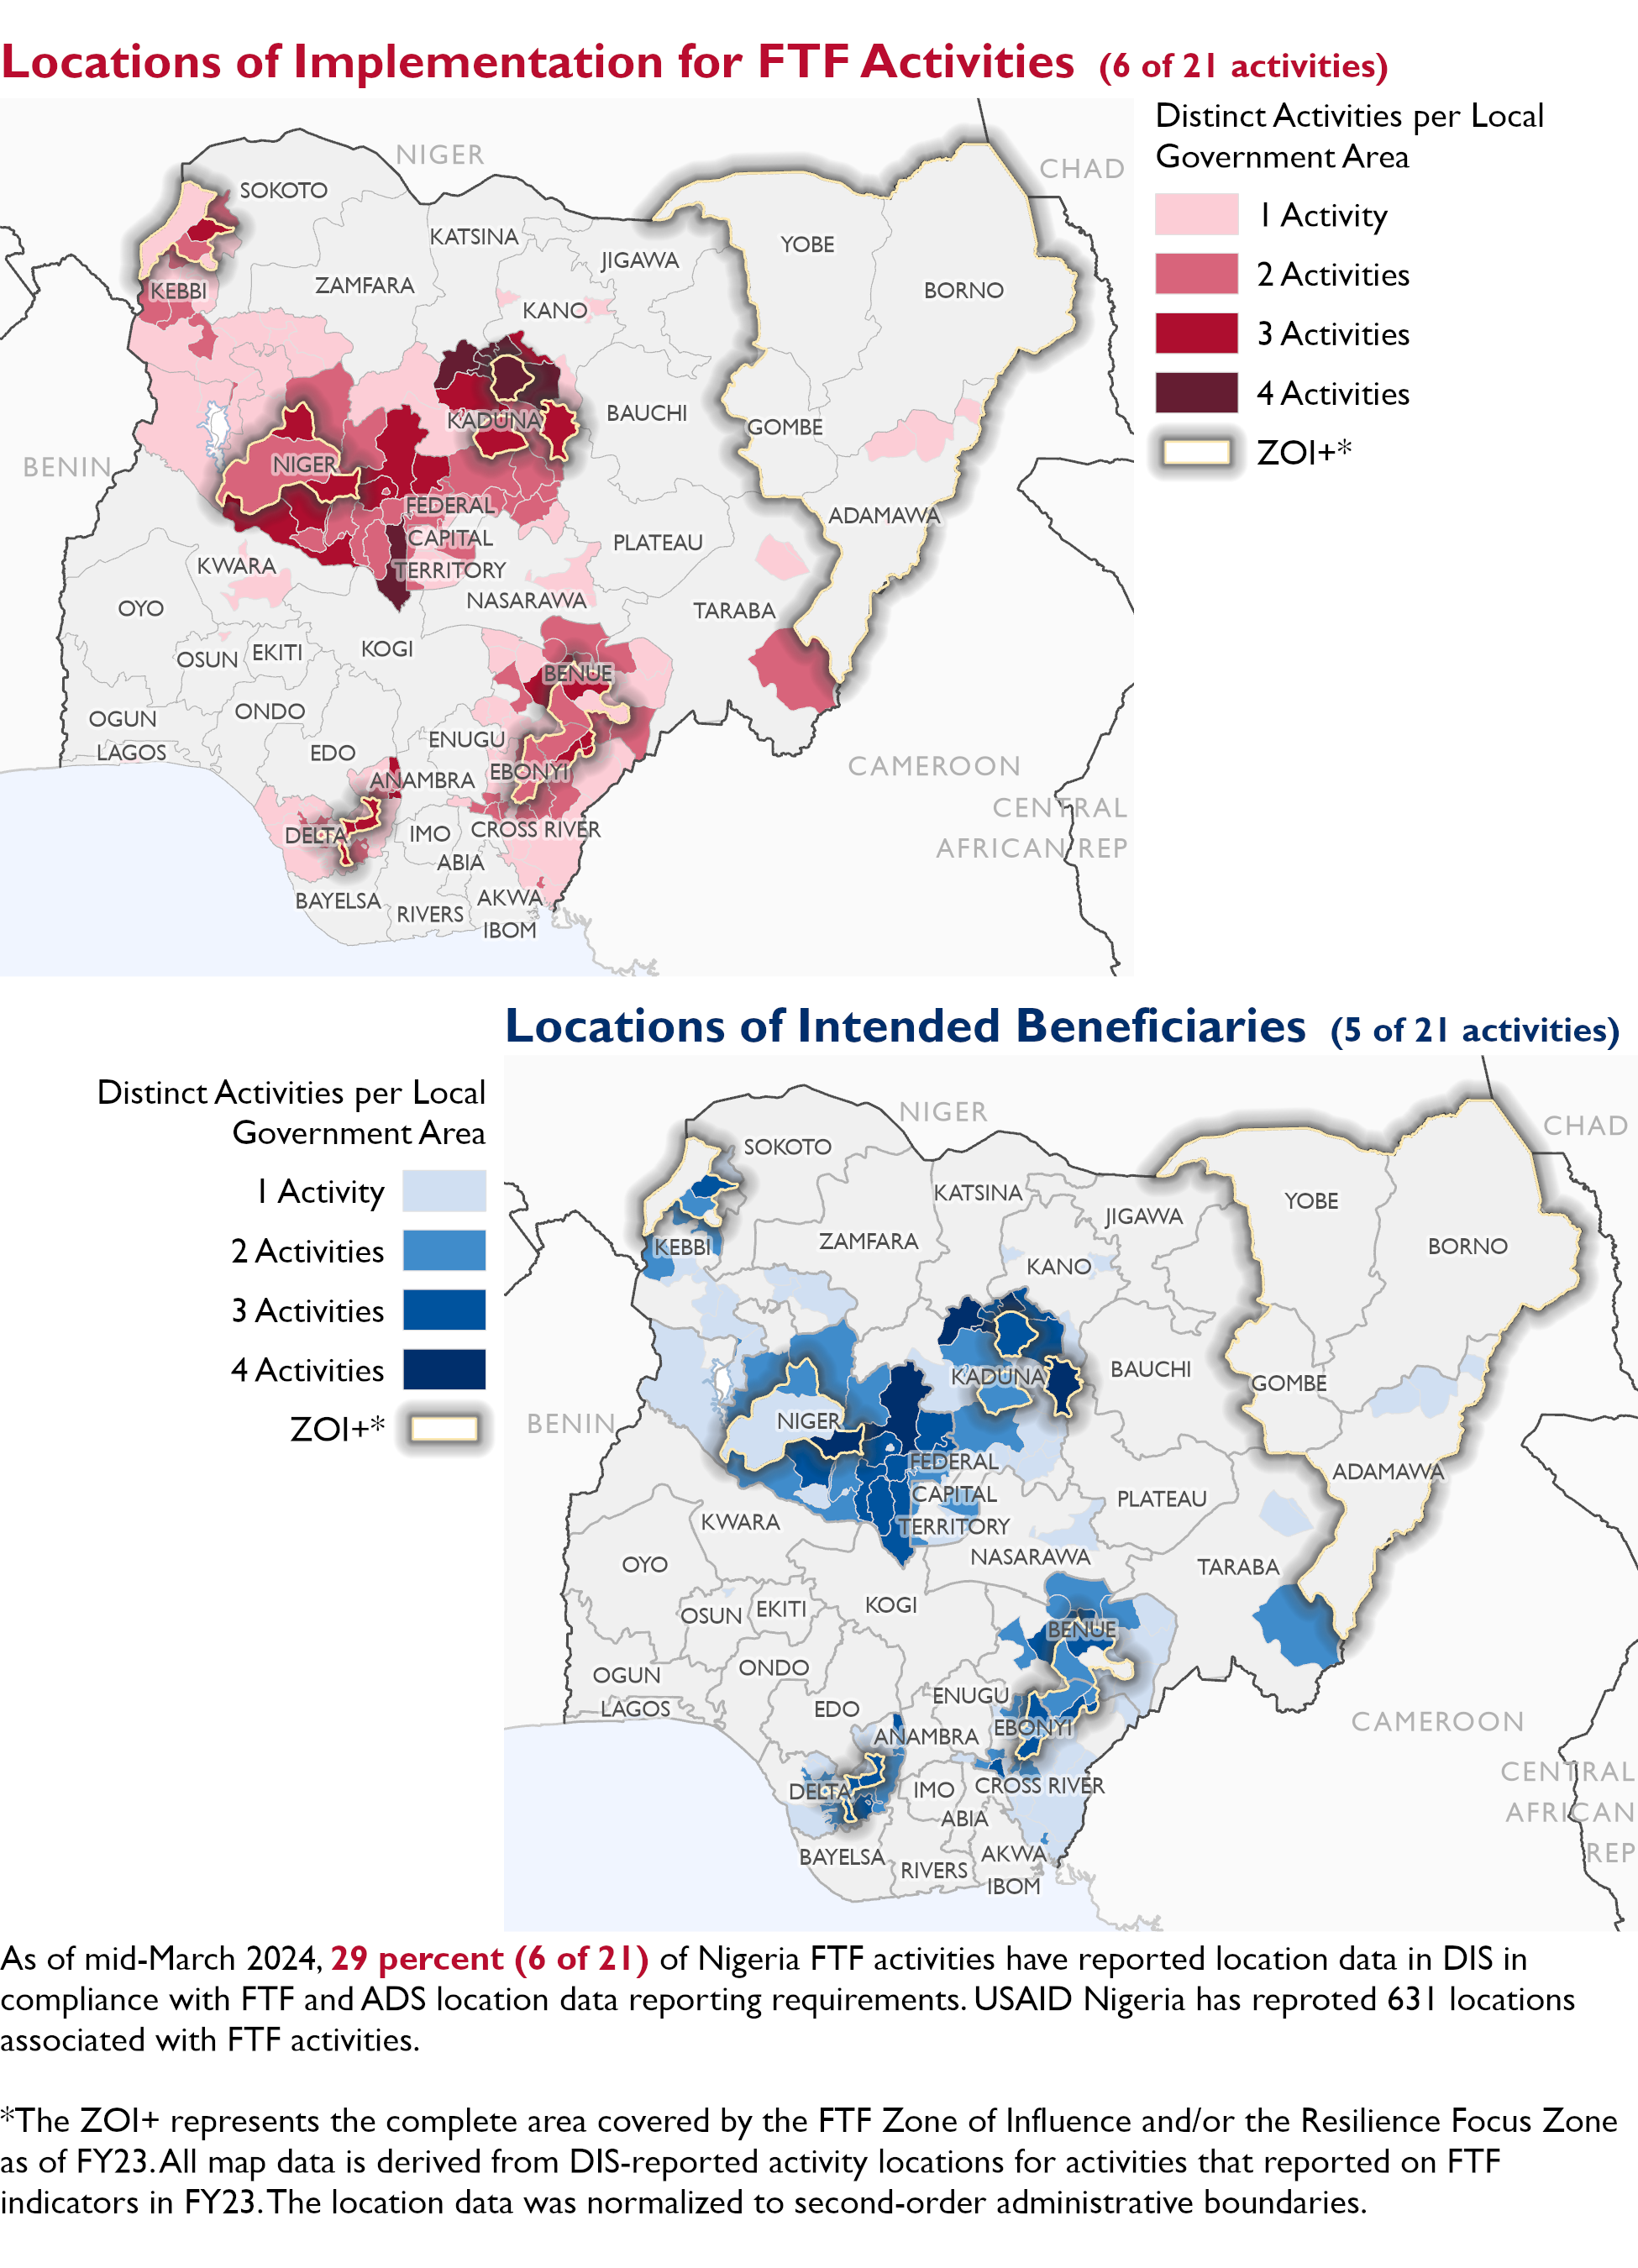 Locations of Implementation for FTF Activities (6 of 21 activities)
Distinct Activities per Local
Government Area
1 Activity
2 Activities
3 Activities
4 Activities
ZOI+*
NIGER
CHAD
SOKOTO
KATSINA
YOBE
JIGAWA
ZAMFARA
KEBBI
BORNO
KANO
KADUNA
BAUCHI
GOMBE
BENIN
NIGER
FEDERAL
CAPITAL
TERRITORY
ADAMAWA
PLATEAU
KWARA
NASARAWA
OYO
TARABA
KOGI
OSUN
EKITI
BENUE
OGUN
ONDO
LAGOS
EDO
ENUGU
ANAMBRA
EBONYI
CAMEROON
CENTRAL
AFRICAN REP
DELTA
IMO
CROSS RIVER
ABIA
BAYELSA
RIVERS
AKWA
IBOM
Locations of Intended Beneficiaries (5 of 21 activities)
Distinct Activities per Local
Government Area
1 Activity
2 Activities
3 Activities
4 Activities
ZOI+*
NIGER
CHAD
SOKOTO
KATSINA
YOBE
JIGAWA
ZAMFARA
KEBBI
BORNO
KANO
KADUNA
BAUCHI
GOMBE
BENIN
NIGER
FEDERAL
CAPITAL
TERRITORY
ADAMAWA
PLATEAU
KWARA
NASARAWA
OYO
TARABA
KOGI
OSUN
EKITI
BENUE
OGUN
ONDO
LAGOS
EDO
ENUGU
ANAMBRA
EBONYI
CAMEROON
CENTRAL
AFRICAN
REP
DELTA
IMO
CROSS RIVER
ABIA
BAYELSA
RIVERS
AKWA
IBOM
As of mid-March 2024, 29 percent (6 of 21) of Nigeria FTF activities have reported location data in DIS in
compliance with FTF and ADS location data reporting requirements. USAID Nigeria has reproted 631 locations
associated with FTF activities.
*The ZOI+ represents the complete area covered by the FTF Zone of Influence and/or the Resilience Focus Zone
as of FY23. All map data is derived from DIS-reported activity locations for activities that reported on FTF
indicators in FY23. The location data was normalized to second-order administrative boundaries.